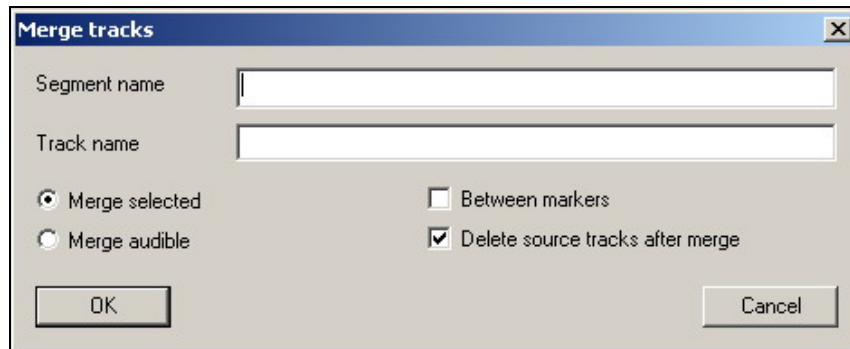 Merge tracks
Segment name
Track name
Merge selected
Between markers
Merge audible
Delete source tracks after merge
OK
Cancel